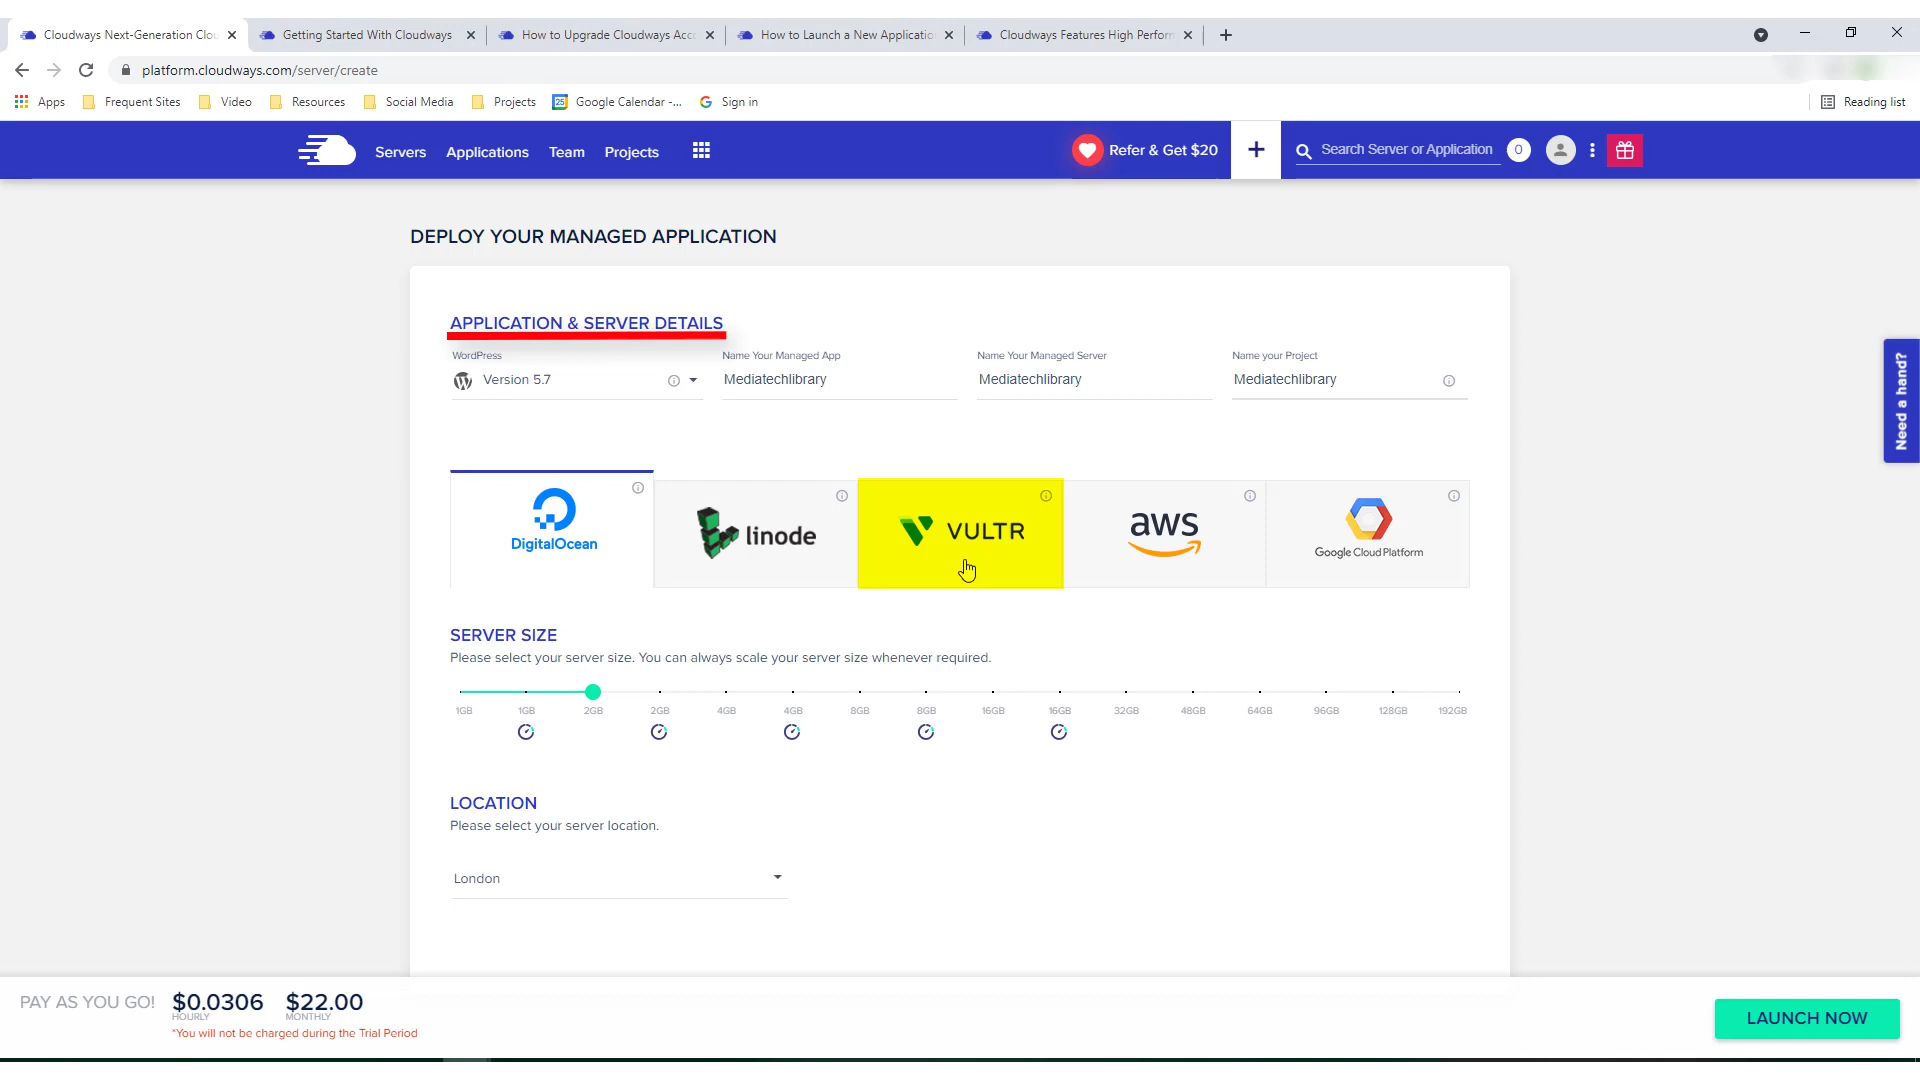 Cloudways Next-Generation Clou
Getting Started With Cloudways
How to Upgrade Cloudways Acc
How to Launch a New Applicatio
Cloudways Features High Perform
platform.cloudways.com/server/create
Apps
Frequent Sites
Video
Resources
Social Media
Projects
25
Google Calendar -...
G
Sign in
Reading list
Servers
Applications
Team
Projects
Refer & Get $20
+
Search Server or Application
0
DEPLOY YOUR MANAGED APPLICATION
APPLICATION & SERVER DETAILS
WordPress
Version 5.7
Name Your Managed App
Mediatechlibrary
Name Your Managed Server
Mediatechlibrary
Name your Project
Mediatechlibrary
Need a hand?
DigitalOcean
linode
VULTR
aws
Google Cloud Platform
SERVER SIZE
Please select your server size. You can always scale your server size whenever required.
1GB 1GB 2GB 2GB 4GB 4GB 8GB 8GB 16GB 16GB 32GB 48GB 64GB 96GB 128GB 192GB
LOCATION
Please select your server location.
London
PAY AS YOU GO!
$0.0306
HOURLY
$22.00
MONTHLY
*You will not be charged during the Trial Period
LAUNCH NOW